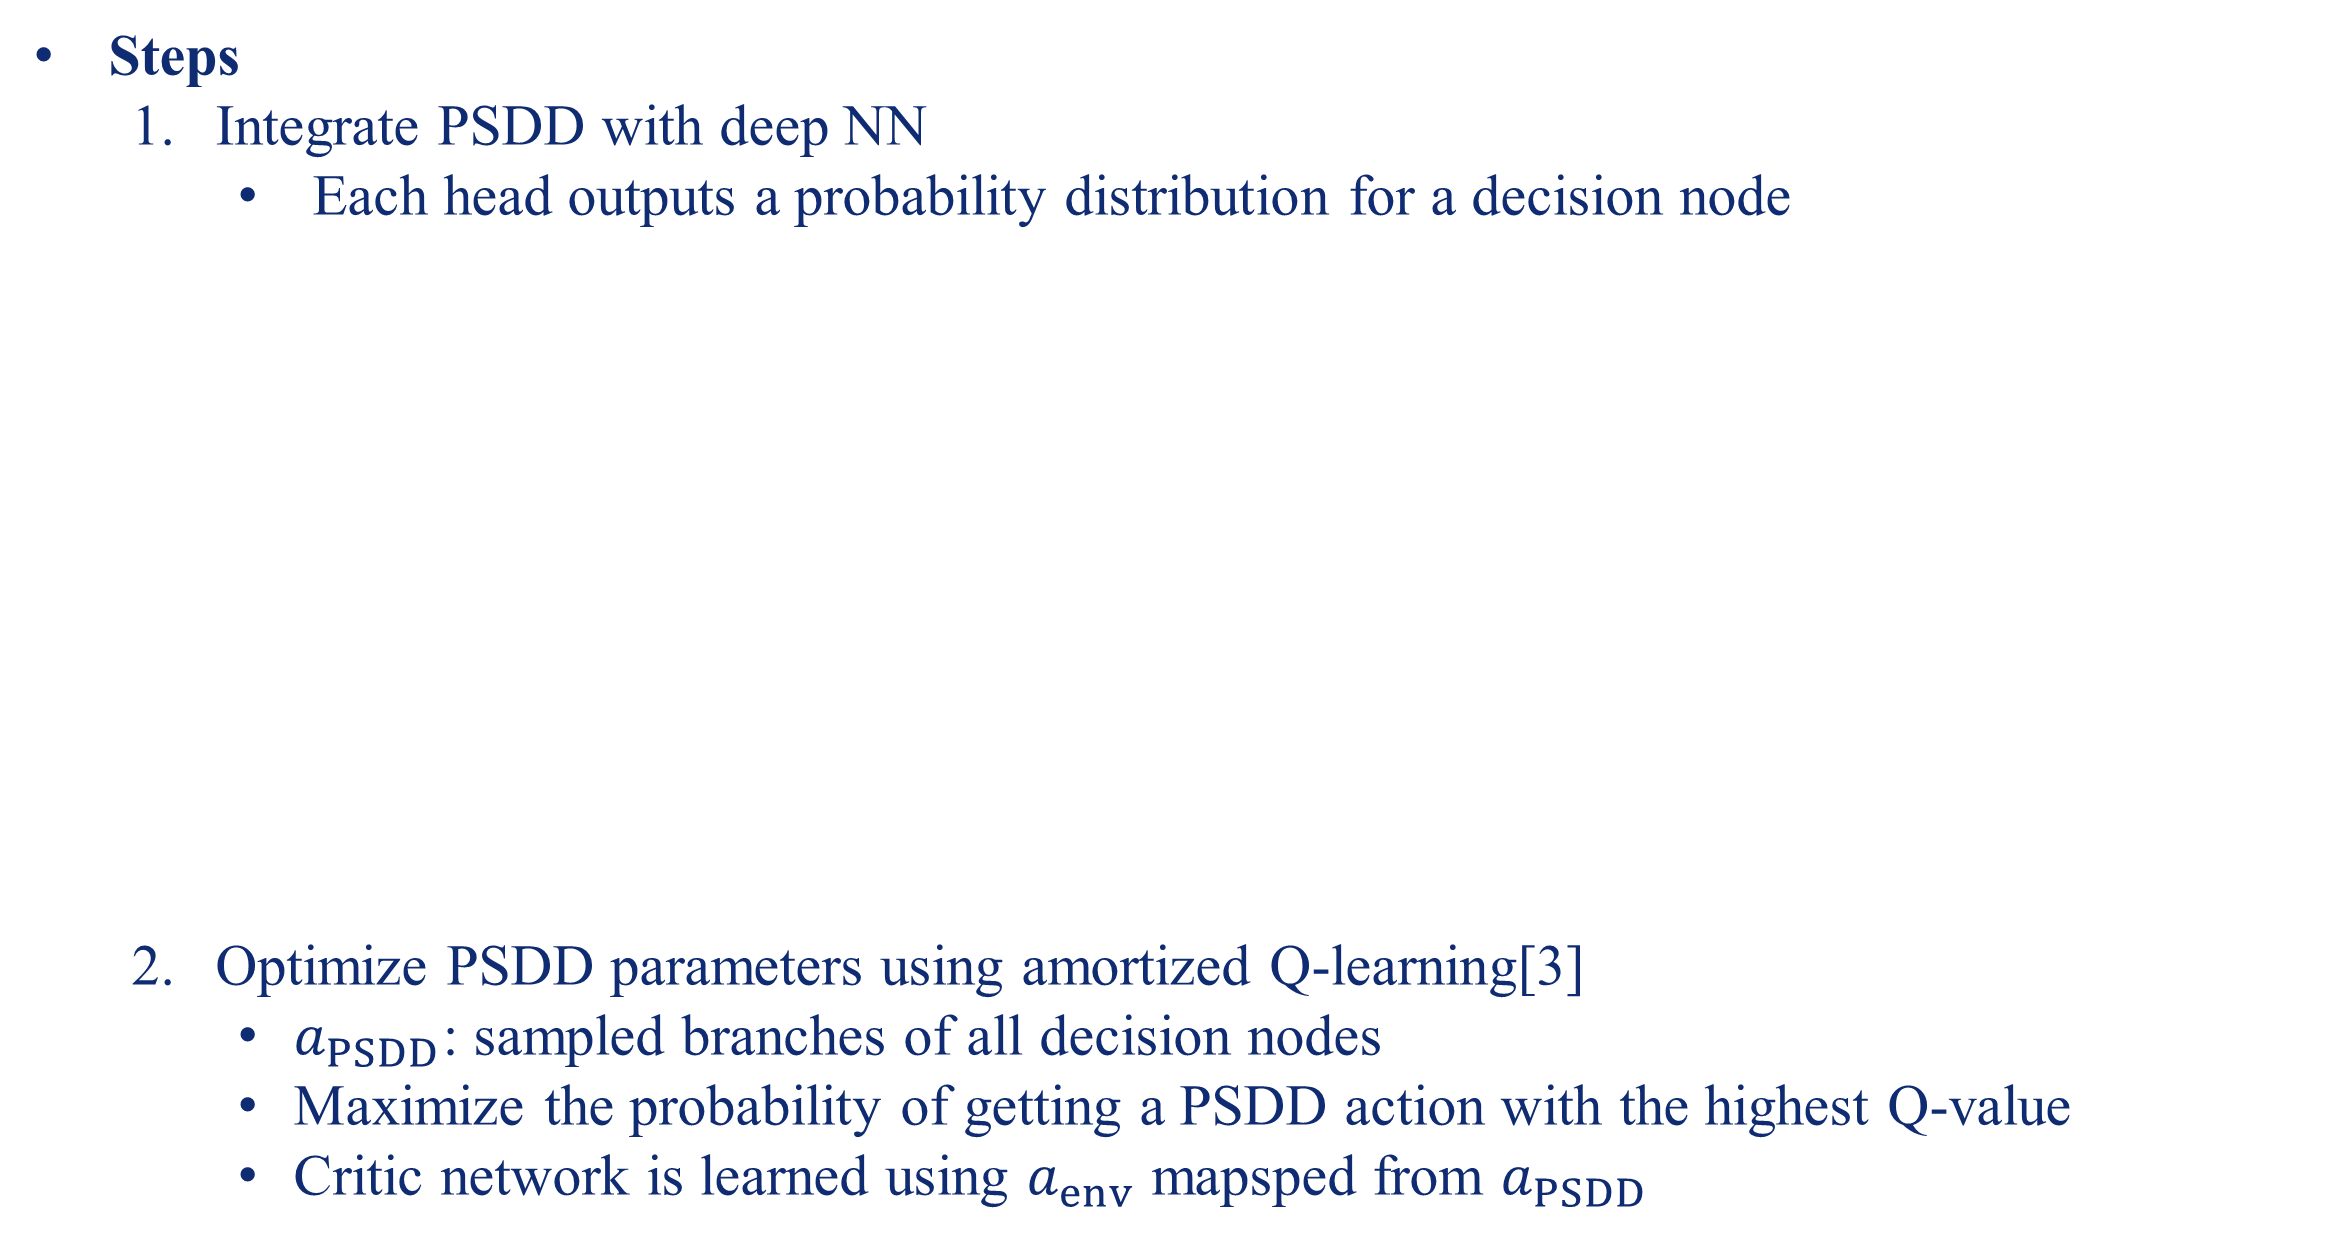 • Steps
1. Integrate PSDD with deep NN
• Each head outputs a probability distribution for a decision node
2. Optimize PSDD parameters using amortized Q-learning[3]
• a_PSDD: sampled branches of all decision nodes
• Maximize the probability of getting a PSDD action with the highest Q-value
• Critic network is learned using a_env mapsped from a_PSDD